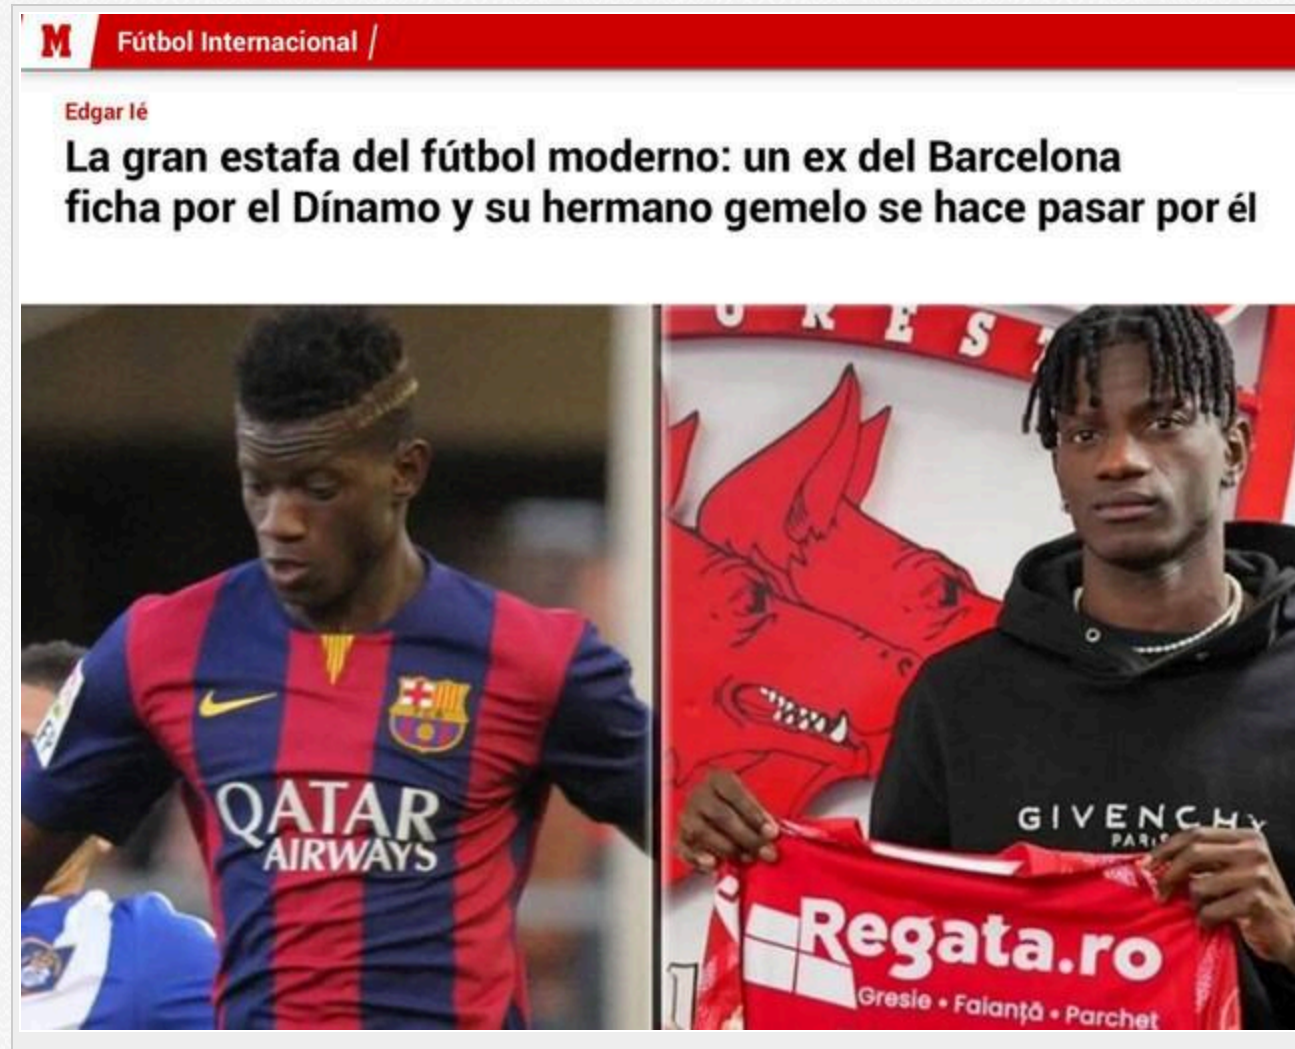 M Fútbol Internacional
Edgar Ié
La gran estafa del fútbol moderno: un ex del Barcelona
ficha por el Dínamo y su hermano gemelo se hace pasar por él
QATAR
AIRWAYS
UREST
GIVENCHY
PARIS
Regata.ro
Gresie • Faianță • Parchet